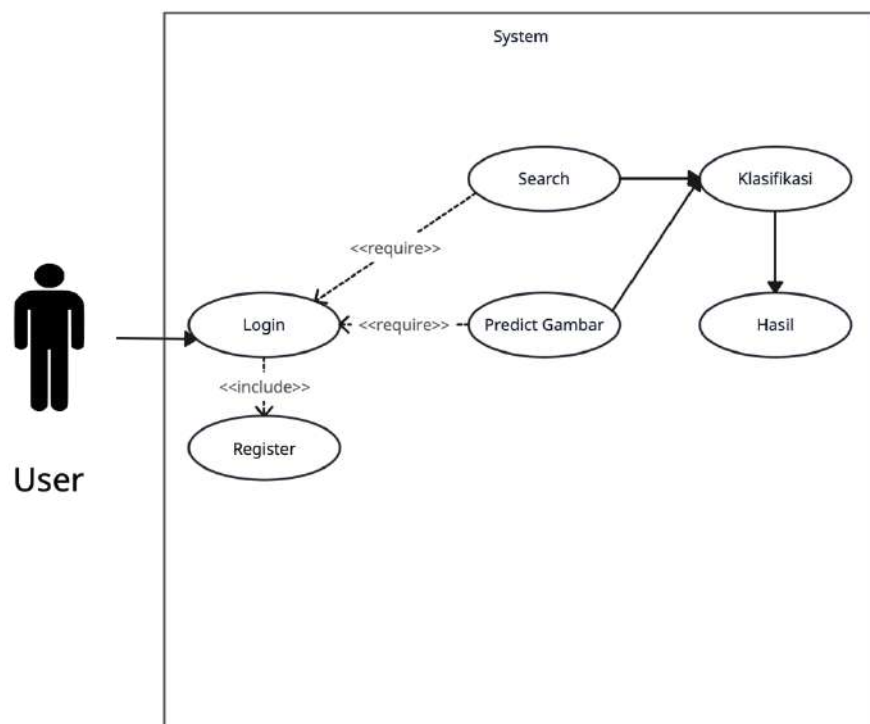 System
Search
Klasifikasi
<<require>>
Login
<<require>>
Predict Gambar
Hasil
<<include>>
Register
User